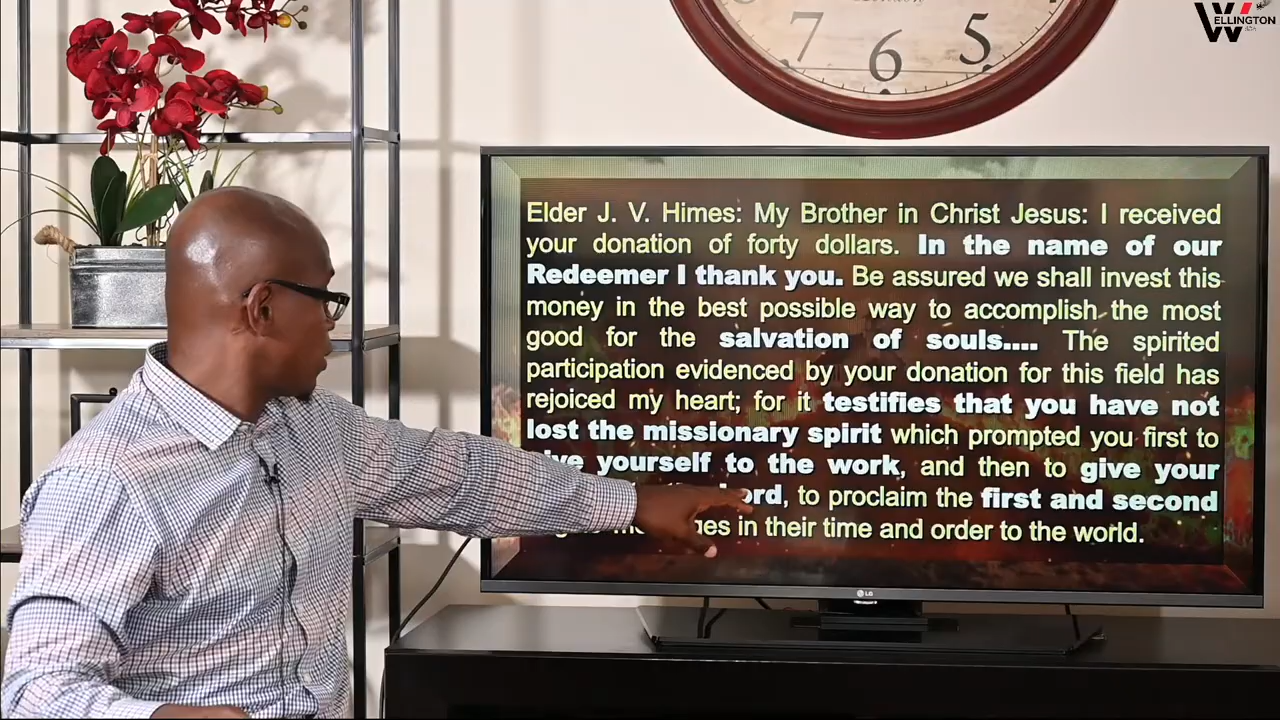 WELLINGTON
7
6
5
Elder J. V. Himes: My Brother in Christ Jesus: I received
your donation of forty dollars. In the name of our
Redeemer I thank you. Be assured we shall invest this
money in the best possible way to accomplish the most
good for the salvation of souls.... The spirited
participation evidenced by your donation for this field has
rejoiced my heart; for it testifies that you have not
lost the missionary spirit which prompted you first to
yourself to the work, and then to give your
to proclaim the first and second
in their time and order to the world.
LG